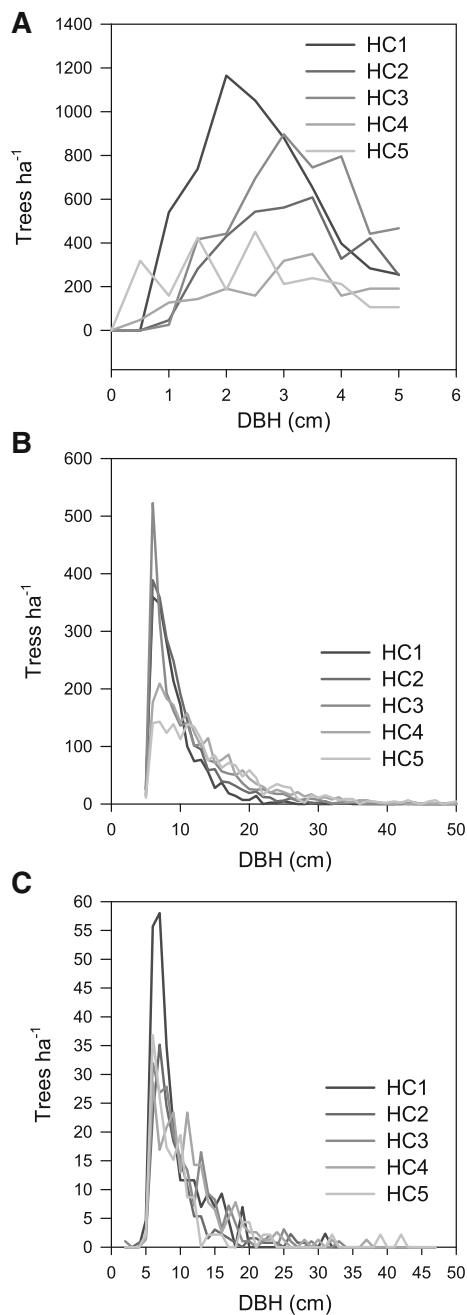 A
1400
1200
1000
800
600
400
200
0
Trees ha-1
HC1
HC2
HC3
HC4
HC5
0 1 2 3 4 5 6
DBH (cm)
B
600
500
400
300
200
100
0
Tress ha-1
HC1
HC2
HC3
HC4
HC5
0 10 20 30 40 50
DBH (cm)
C
60
55
50
45
40
35
30
25
20
15
10
5
0
Trees ha-1
HC1
HC2
HC3
HC4
HC5
0 5 10 15 20 25 30 35 40 45 50
DBH (cm)